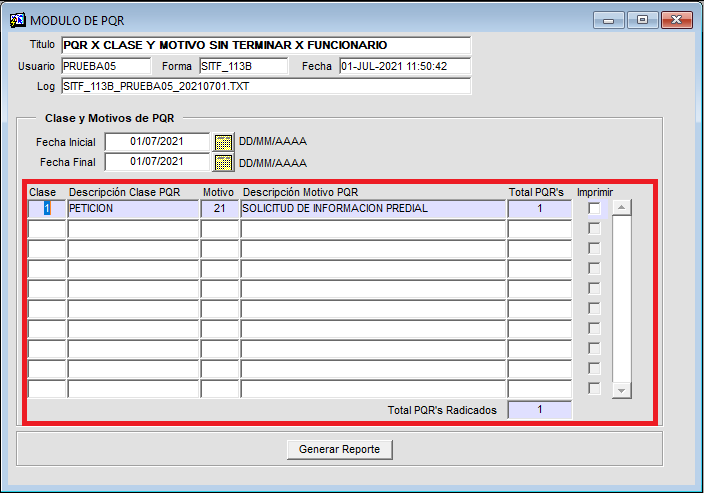 MODULO DE PQR
Titulo PQR X CLASE Y MOTIVO SIN TERMINAR X FUNCIONARIO
Usuario PRUEBA05 Forma SITF_113B Fecha 01-JUL-2021 11:50:42
Log SITF_113B_PRUEBA05_20210701.TXT
Clase y Motivos de PQR
Fecha Inicial 01/07/2021 DD/MM/AAAA
Fecha Final 01/07/2021 DD/MM/AAAA
Clase Descripción Clase PQR Motivo Descripción Motivo PQR Total PQR's Imprimir
1 PETICION 21 SOLICITUD DE INFORMACION PREDIAL 1
Total PQR's Radicados 1
Generar Reporte